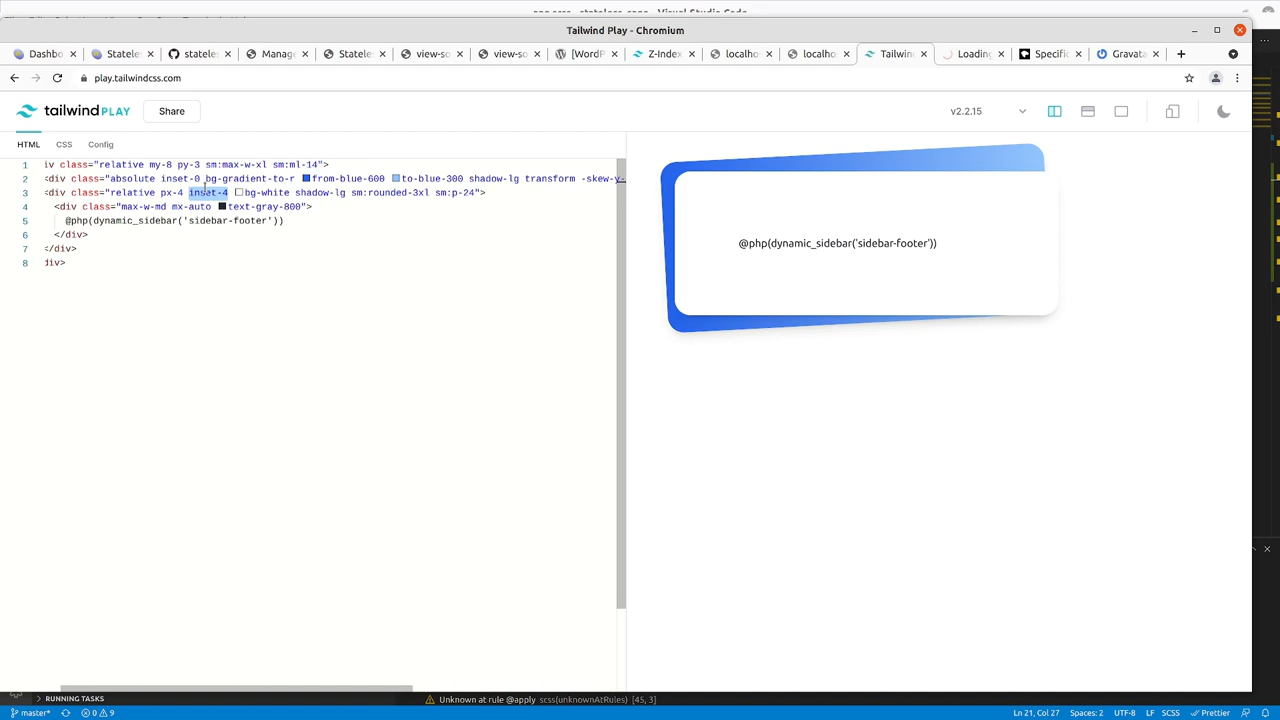 Tailwind Play - Chromium
Dashbo
Statele
stateles
Manage
Stateles
view-so
view-so
[WordP
Z-Index
localho
localho
Tailwin
Loading
Specific
Gravata
play.tailwindcss.com
tailwind PLAY
Share
v2.2.15
HTML CSS Config
1 iv class="relative my-8 py-3 sm:max-w-xl sm:ml-14">
2 <div class="absolute inset-0 bg-gradient-to-r from-blue-600 to-blue-300 shadow-lg transform -skew-y-
3 <div class="relative px-4 inset-4 bg-white shadow-lg sm:rounded-3xl sm:p-24">
4 <div class="max-w-md mx-auto text-gray-800">
5 @php(dynamic_sidebar('sidebar-footer'))
6 </div>
7 </div>
8 div>
@php(dynamic_sidebar('sidebar-footer'))
RUNNING TASKS
Unknown at rule @apply scss(unknownAtRules) [45, 3]
master* 0 9
Ln 21, Col 27 Spaces: 2 UTF-8 LF SCSS Prettier